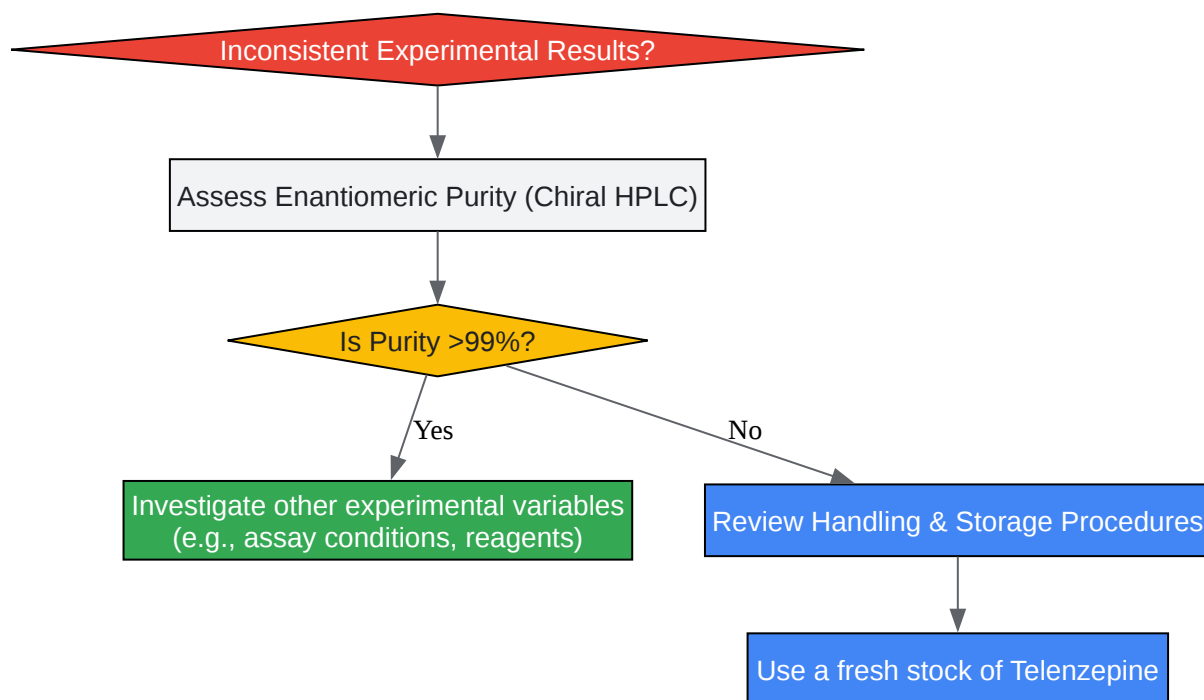 Inconsistent Experimental Results?
Assess Enantiomeric Purity (Chiral HPLC)
Is Purity >99%?
Yes
No
Investigate other experimental variables
(e.g., assay conditions, reagents)
Review Handling & Storage Procedures
Use a fresh stock of Telenzepine